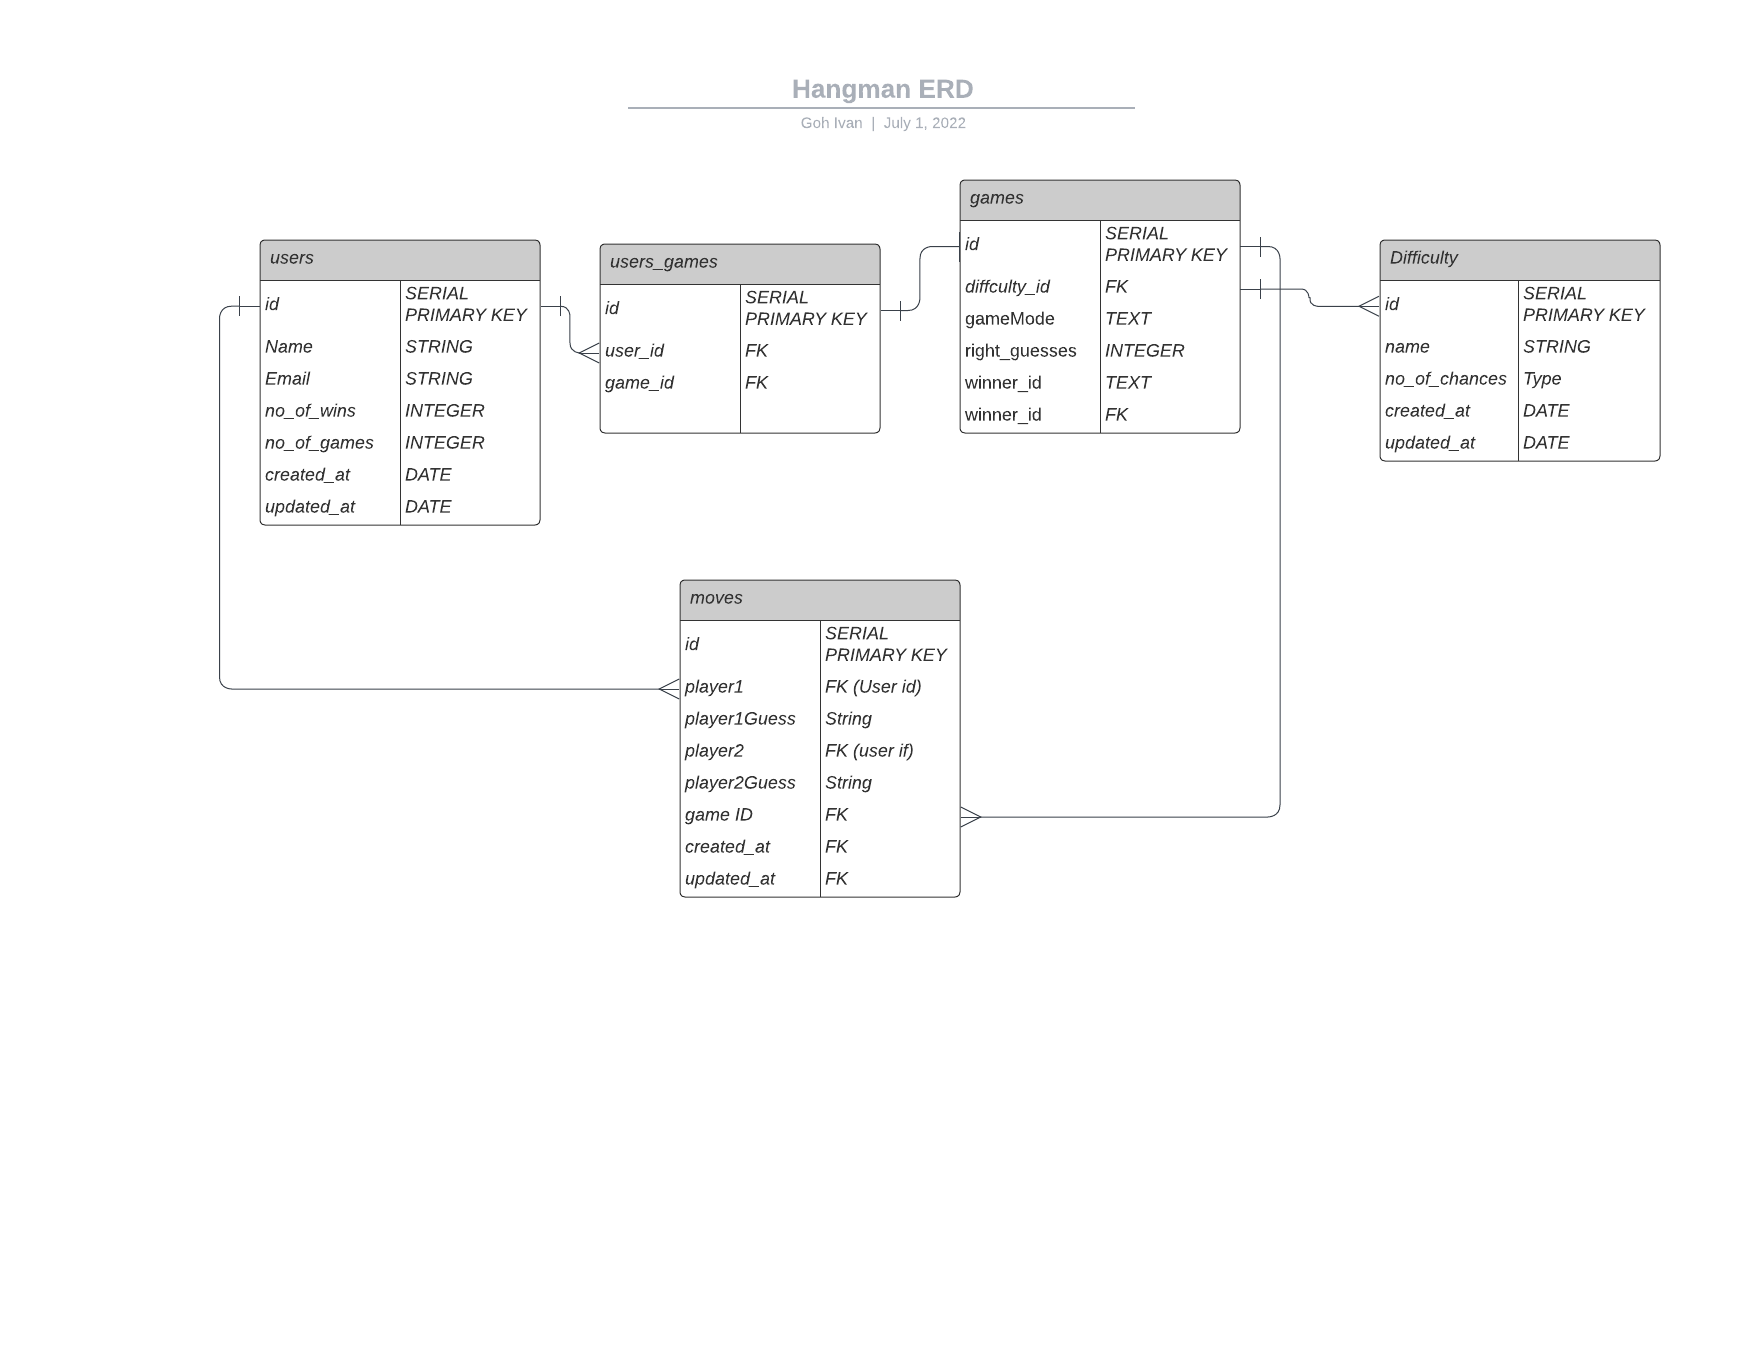 Hangman ERD
Goh Ivan | July 1, 2022
users
id SERIAL
PRIMARY KEY
Name STRING
Email STRING
no_of_wins INTEGER
no_of_games INTEGER
created_at DATE
updated_at DATE
users_games
id SERIAL
PRIMARY KEY
user_id FK
game_id FK
games
id SERIAL
PRIMARY KEY
diffculty_id FK
gameMode TEXT
right_guesses INTEGER
winner_id TEXT
winner_id FK
Difficulty
id SERIAL
PRIMARY KEY
name STRING
no_of_chances Type
created_at DATE
updated_at DATE
moves
id SERIAL
PRIMARY KEY
player1 FK (User id)
player1Guess String
player2 FK (user if)
player2Guess String
game ID FK
created_at FK
updated_at FK